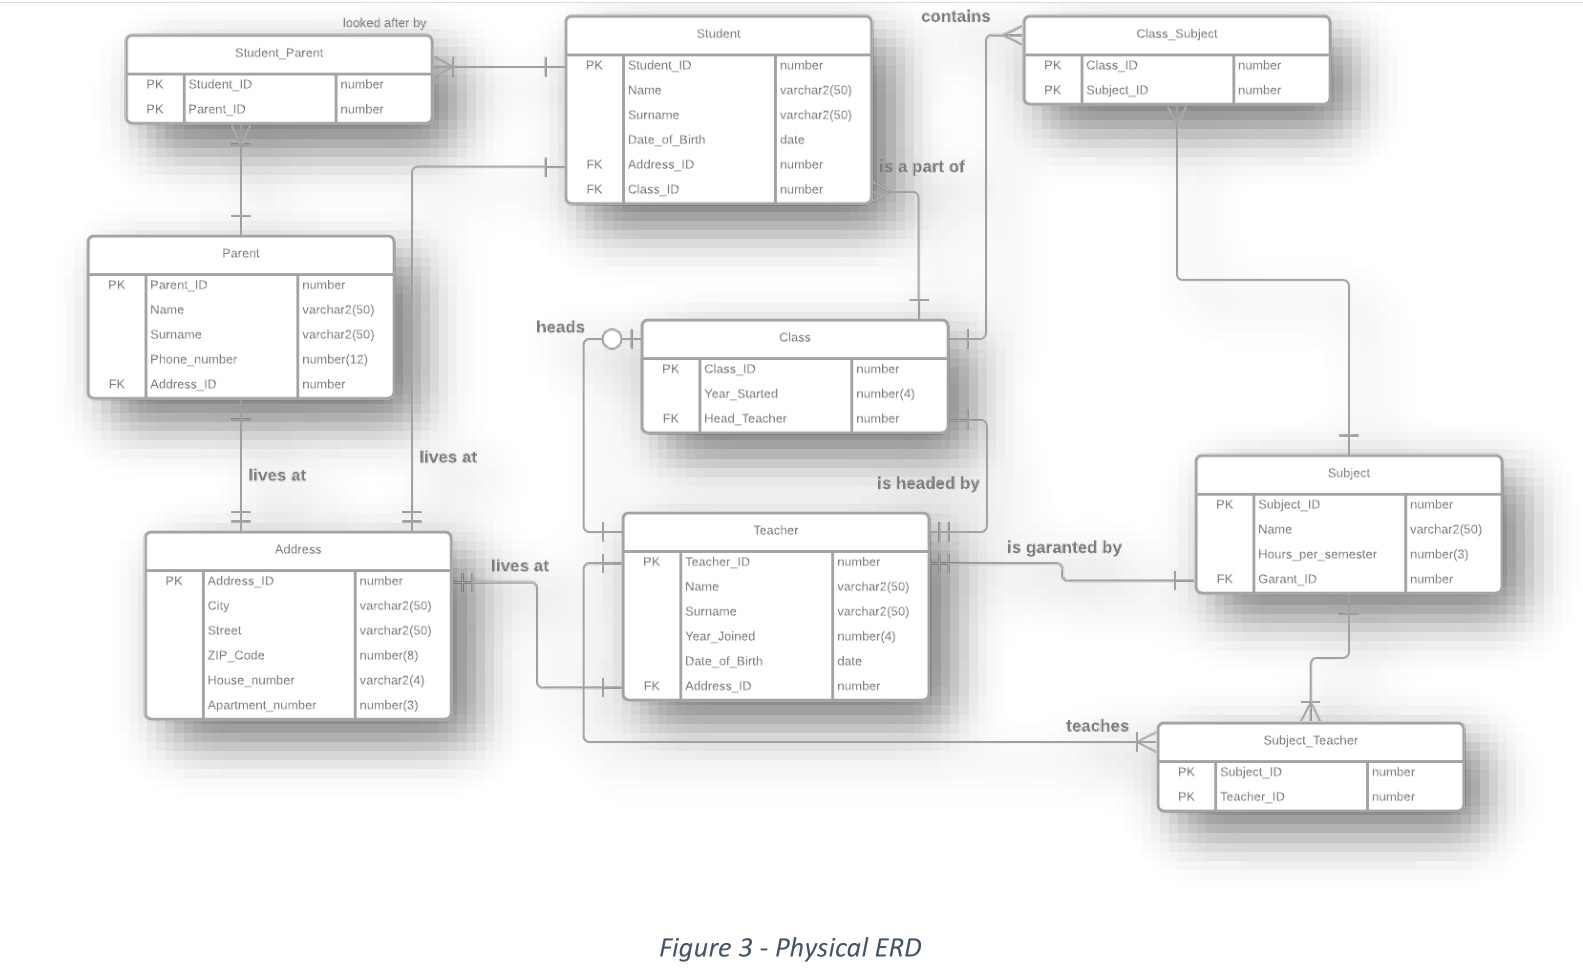 looked after by
Student_Parent
PK Student_ID number
PK Parent_ID number
Student
PK Student_ID number
Name varchar2(50)
Surname varchar2(50)
Date_of_Birth date
FK Address_ID number
FK Class_ID number
contains
Class_Subject
PK Class_ID number
PK Subject_ID number
is a part of
Parent
PK Parent_ID number
Name varchar2(50)
Surname varchar2(50)
Phone_number number(12)
FK Address_ID number
heads
Class
PK Class_ID number
Year_Started number(4)
FK Head_Teacher number
lives at
lives at
is headed by
Subject
PK Subject_ID number
Name varchar2(50)
Hours_per_semester number(3)
FK Garant_ID number
Address
PK Address_ID number
City varchar2(50)
Street varchar2(50)
ZIP_Code number(8)
House_number varchar2(4)
Apartment_number number(3)
lives at
Teacher
PK Teacher_ID number
Name varchar2(50)
Surname varchar2(50)
Year_Joined number(4)
Date_of_Birth date
FK Address_ID number
is garanted by
teaches
Subject_Teacher
PK Subject_ID number
PK Teacher_ID number
Figure 3 - Physical ERD